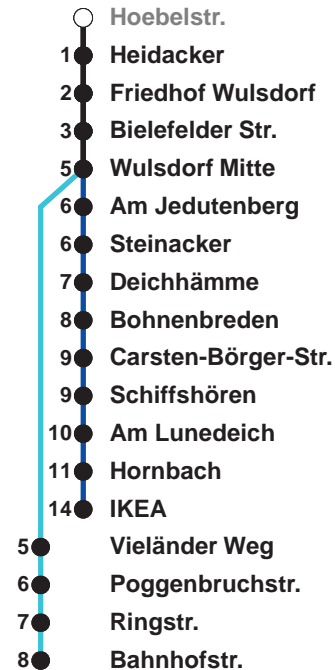 Hoebelstr.
1 Heidacker
2 Friedhof Wulsdorf
3 Bielefelder Str.
5 Wulsdorf Mitte
6 Am Jedutenberg
6 Steinacker
7 Deichhämme
8 Bohnenbreden
9 Carsten-Börger-Str.
9 Schiffshören
10 Am Lunedeich
11 Hornbach
14 IKEA
5 Vieländer Weg
6 Poggenbruchstr.
7 Ringstr.
8 Bahnhofstr.